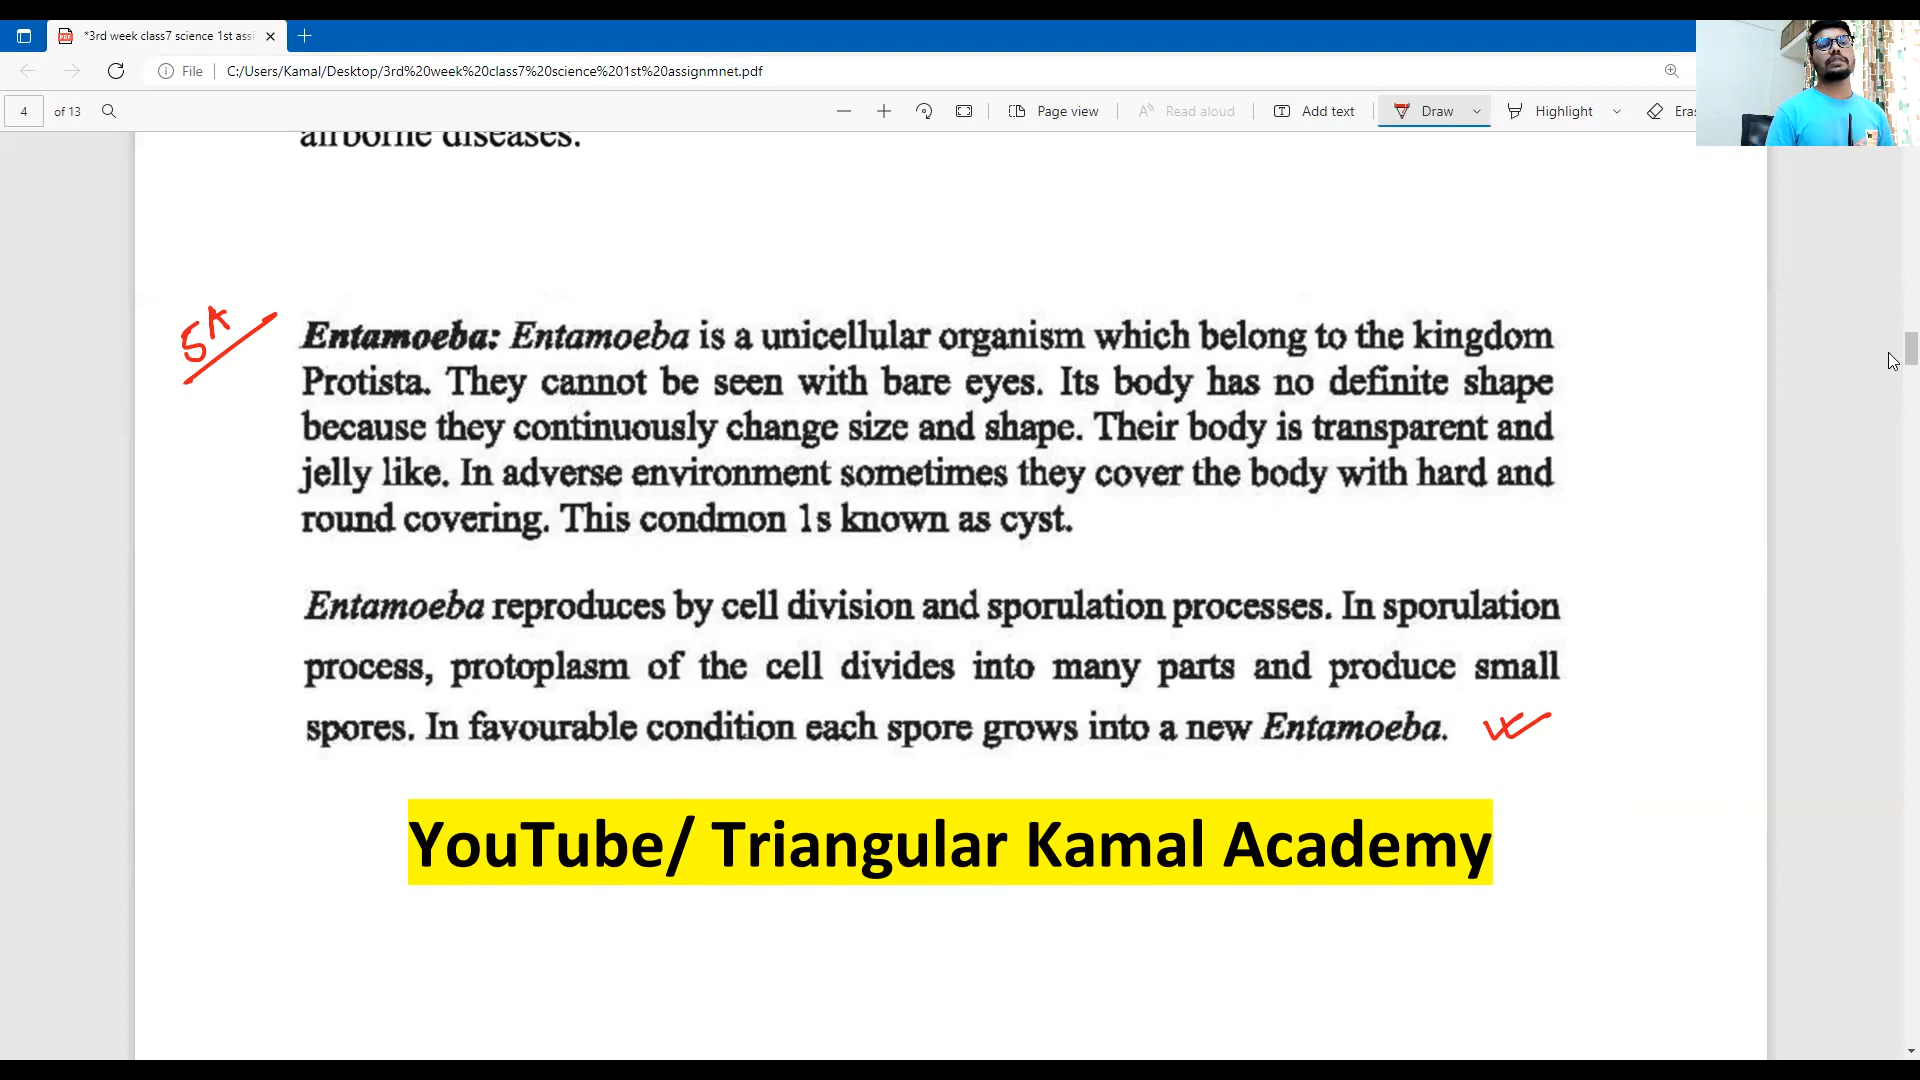 *3rd week class7 science 1st assi
File
C:/Users/Kamal/Desktop/3rd%20week%20class7%20science%201st%20assignmnet.pdf
4 of 13
Page view
Read aloud
Add text
Draw
Highlight
Eras
airborne diseases.
Entamoeba: Entamoeba is a unicellular organism which belong to the kingdom
Protista. They cannot be seen with bare eyes. Its body has no definite shape
because they continuously change size and shape. Their body is transparent and
jelly like. In adverse environment sometimes they cover the body with hard and
round covering. This condmon 1s known as cyst.
Entamoeba reproduces by cell division and sporulation processes. In sporulation
process, protoplasm of the cell divides into many parts and produce small
spores. In favourable condition each spore grows into a new Entamoeba.
YouTube/ Triangular Kamal Academy